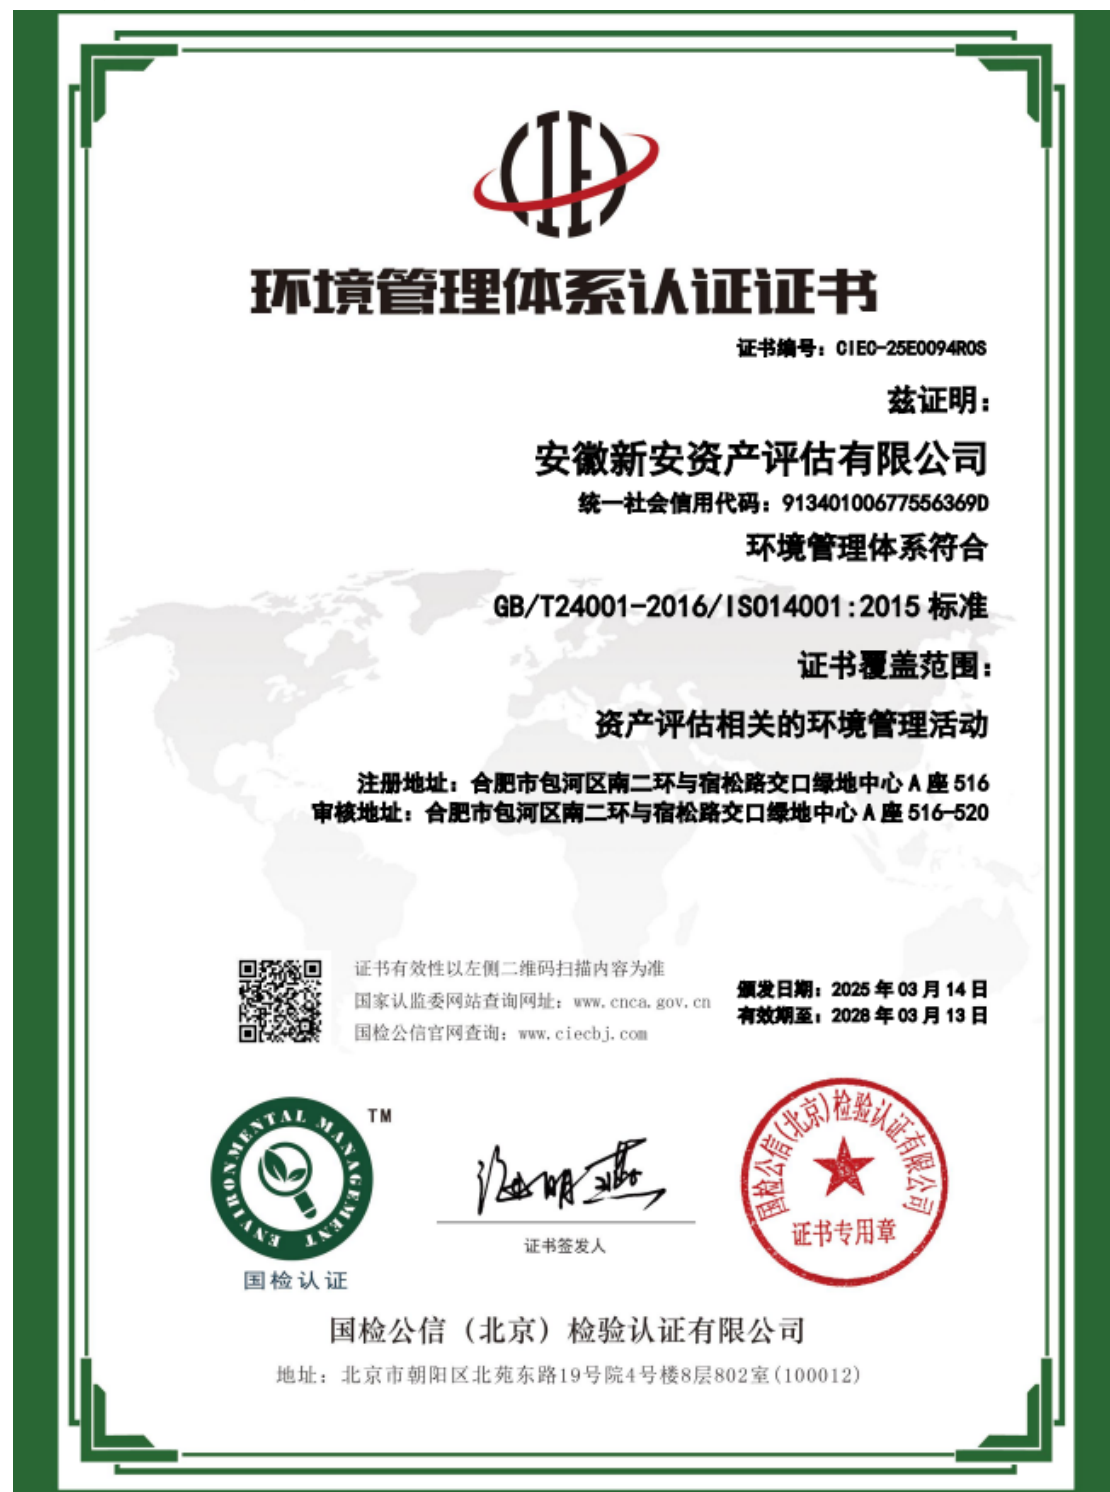 CIEC
环境管理体系认证证书
证书编号：CIEC-25E0094R0S
兹证明：
安徽新安资产评估有限公司
统一社会信用代码：91340100677556369D
环境管理体系符合
GB/T24001-2016/ISO14001:2015 标准
证书覆盖范围：
资产评估相关的环境管理活动
注册地址：合肥市包河区南二环与宿松路交口绿地中心 A 座 516
审核地址：合肥市包河区南二环与宿松路交口绿地中心 A 座 516-520
证书有效性以左侧二维码扫描内容为准
国家认监委网站查询网址：www.cnca.gov.cn
国检公信官网查询：www.ciecbj.com
颁发日期：2025 年 03 月 14 日
有效期至：2028 年 03 月 13 日
ENVIRONMENTAL MANAGEMENT
TM
国检认证
证书签发人
国检公信(北京)检验认证有限公司
证书专用章
国检公信（北京）检验认证有限公司
地址：北京市朝阳区北苑东路19号院4号楼8层802室(100012)